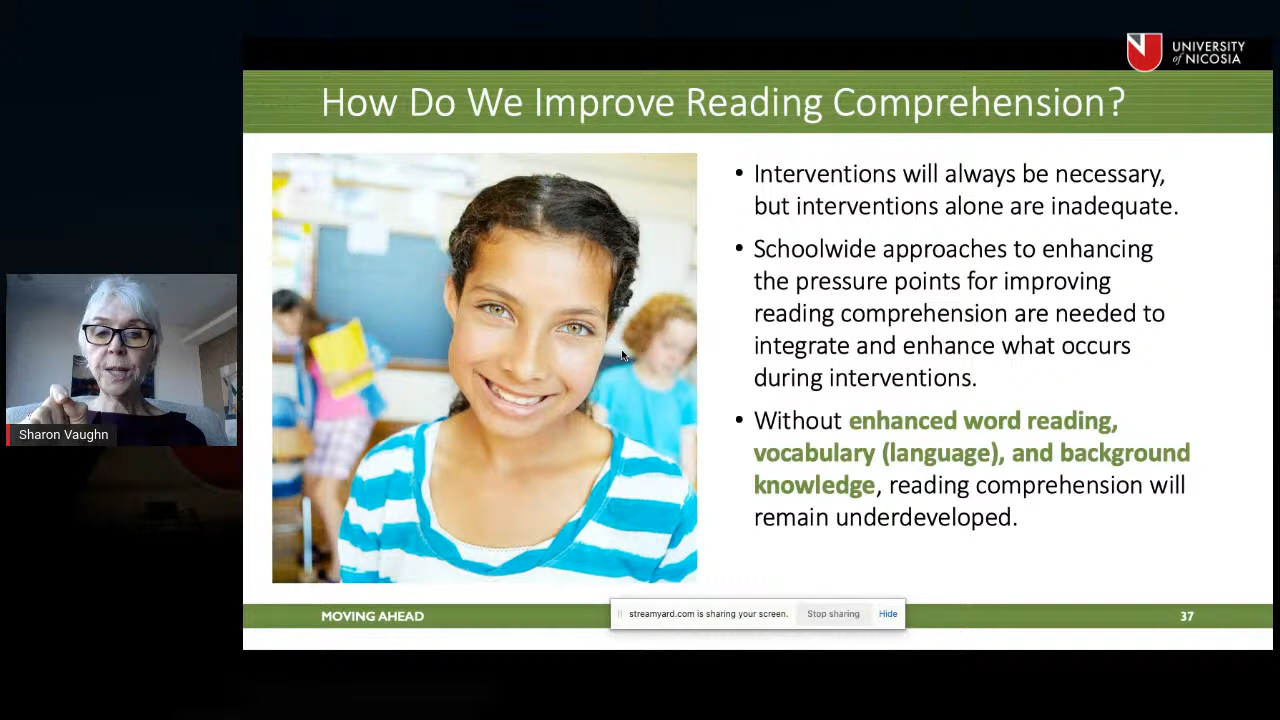 UNIVERSITY
of NICOSIA
How Do We Improve Reading Comprehension?
• Interventions will always be necessary,
but interventions alone are inadequate.
• Schoolwide approaches to enhancing
the pressure points for improving
reading comprehension are needed to
integrate and enhance what occurs
during interventions.
• Without enhanced word reading,
vocabulary (language), and background
knowledge, reading comprehension will
remain underdeveloped.
Sharon Vaughn
MOVING AHEAD
streamyard.com is sharing your screen. Stop sharing Hide
37